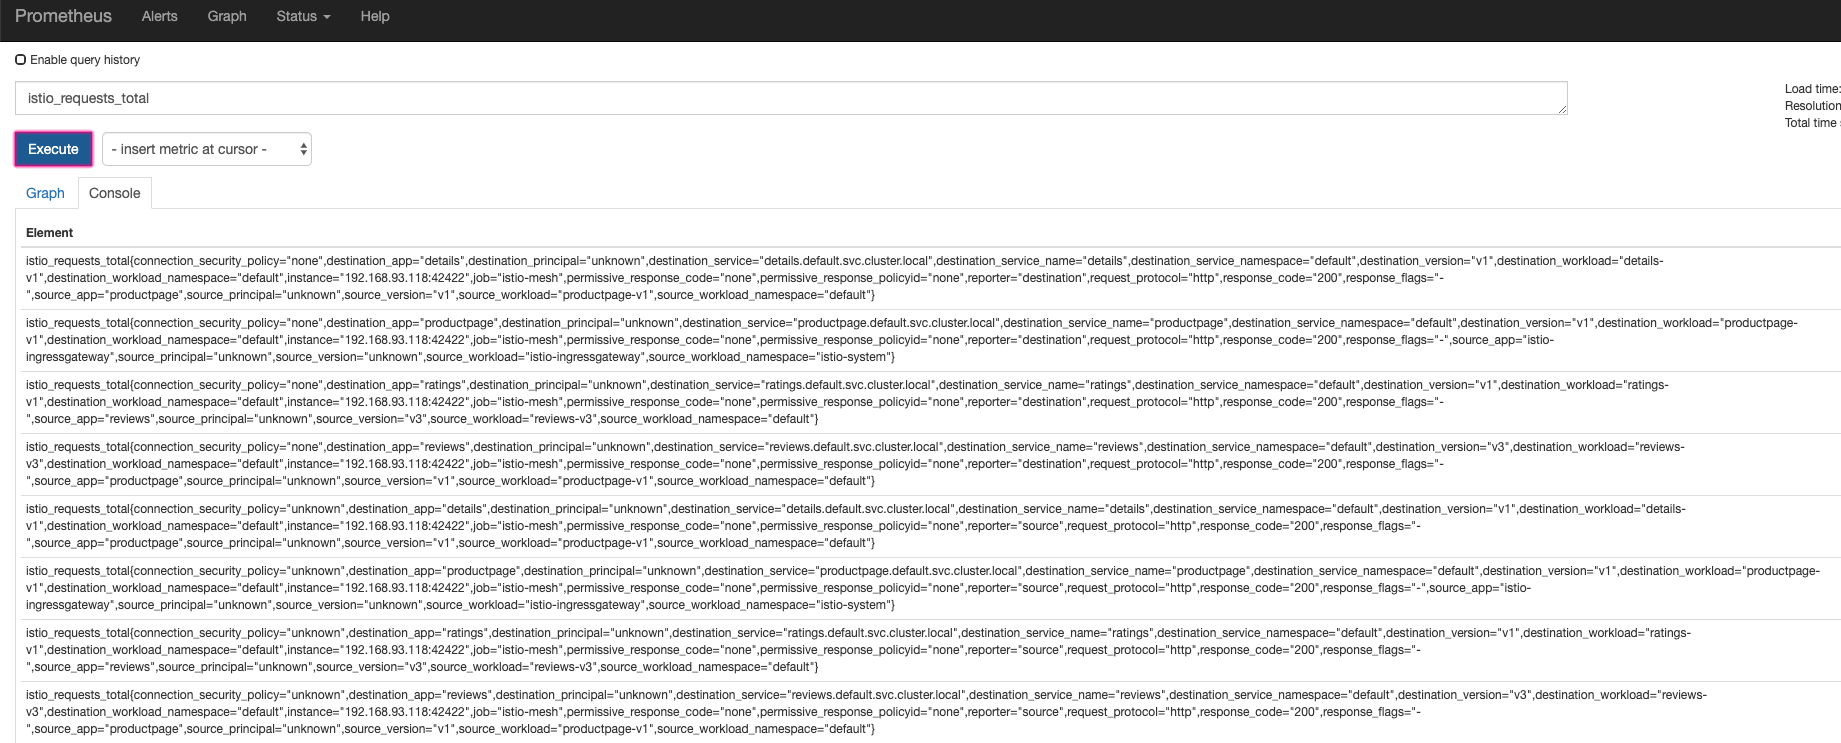 Prometheus Alerts Graph Status Help
Enable query history
istio_requests_total
Load time:
Resolution
Total time
Execute - insert metric at cursor -
Graph Console
Element
istio_requests_total{connection_security_policy="none",destination_app="details",destination_principal="unknown",destination_service="details.default.svc.cluster.local",destination_service_name="details",destination_service_namespace="default",destination_version="v1",destination_workload="details-
v1",destination_workload_namespace="default",instance="192.168.93.118:42422",job="istio-mesh",permissive_response_code="none",permissive_response_policyid="none",reporter="destination",request_protocol="http",response_code="200",response_flags="-
",source_app="productpage",source_principal="unknown",source_version="v1",source_workload="productpage-v1",source_workload_namespace="default"}
istio_requests_total{connection_security_policy="none",destination_app="productpage",destination_principal="unknown",destination_service="productpage.default.svc.cluster.local",destination_service_name="productpage",destination_service_namespace="default",destination_version="v1",destination_workload="productpage-
v1",destination_workload_namespace="default",instance="192.168.93.118:42422",job="istio-mesh",permissive_response_code="none",permissive_response_policyid="none",reporter="destination",request_protocol="http",response_code="200",response_flags="-",source_app="istio-
ingressgateway",source_principal="unknown",source_version="unknown",source_workload="istio-ingressgateway",source_workload_namespace="istio-system"}
istio_requests_total{connection_security_policy="none",destination_app="ratings",destination_principal="unknown",destination_service="ratings.default.svc.cluster.local",destination_service_name="ratings",destination_service_namespace="default",destination_version="v1",destination_workload="ratings-
v1",destination_workload_namespace="default",instance="192.168.93.118:42422",job="istio-mesh",permissive_response_code="none",permissive_response_policyid="none",reporter="destination",request_protocol="http",response_code="200",response_flags="-
",source_app="reviews",source_principal="unknown",source_version="v3",source_workload="reviews-v3",source_workload_namespace="default"}
istio_requests_total{connection_security_policy="none",destination_app="reviews",destination_principal="unknown",destination_service="reviews.default.svc.cluster.local",destination_service_name="reviews",destination_service_namespace="default",destination_version="v3",destination_workload="reviews-
v3",destination_workload_namespace="default",instance="192.168.93.118:42422",job="istio-mesh",permissive_response_code="none",permissive_response_policyid="none",reporter="destination",request_protocol="http",response_code="200",response_flags="-
",source_app="productpage",source_principal="unknown",source_version="v1",source_workload="productpage-v1",source_workload_namespace="default"}
istio_requests_total{connection_security_policy="unknown",destination_app="details",destination_principal="unknown",destination_service="details.default.svc.cluster.local",destination_service_name="details",destination_service_namespace="default",destination_version="v1",destination_workload="details-
v1",destination_workload_namespace="default",instance="192.168.93.118:42422",job="istio-mesh",permissive_response_code="none",permissive_response_policyid="none",reporter="source",request_protocol="http",response_code="200",response_flags="-
",source_app="productpage",source_principal="unknown",source_version="v1",source_workload="productpage-v1",source_workload_namespace="default"}
istio_requests_total{connection_security_policy="unknown",destination_app="productpage",destination_principal="unknown",destination_service="productpage.default.svc.cluster.local",destination_service_name="productpage",destination_service_namespace="default",destination_version="v1",destination_workload="productpage-
v1",destination_workload_namespace="default",instance="192.168.93.118:42422",job="istio-mesh",permissive_response_code="none",permissive_response_policyid="none",reporter="source",request_protocol="http",response_code="200",response_flags="-",source_app="istio-
ingressgateway",source_principal="unknown",source_version="unknown",source_workload="istio-ingressgateway",source_workload_namespace="istio-system"}
istio_requests_total{connection_security_policy="unknown",destination_app="ratings",destination_principal="unknown",destination_service="ratings.default.svc.cluster.local",destination_service_name="ratings",destination_service_namespace="default",destination_version="v1",destination_workload="ratings-
v1",destination_workload_namespace="default",instance="192.168.93.118:42422",job="istio-mesh",permissive_response_code="none",permissive_response_policyid="none",reporter="source",request_protocol="http",response_code="200",response_flags="-
",source_app="reviews",source_principal="unknown",source_version="v3",source_workload="reviews-v3",source_workload_namespace="default"}
istio_requests_total{connection_security_policy="unknown",destination_app="reviews",destination_principal="unknown",destination_service="reviews.default.svc.cluster.local",destination_service_name="reviews",destination_service_namespace="default",destination_version="v3",destination_workload="reviews-
v3",destination_workload_namespace="default",instance="192.168.93.118:42422",job="istio-mesh",permissive_response_code="none",permissive_response_policyid="none",reporter="source",request_protocol="http",response_code="200",response_flags="-
",source_app="productpage",source_principal="unknown",source_version="v1",source_workload="productpage-v1",source_workload_namespace="default"}